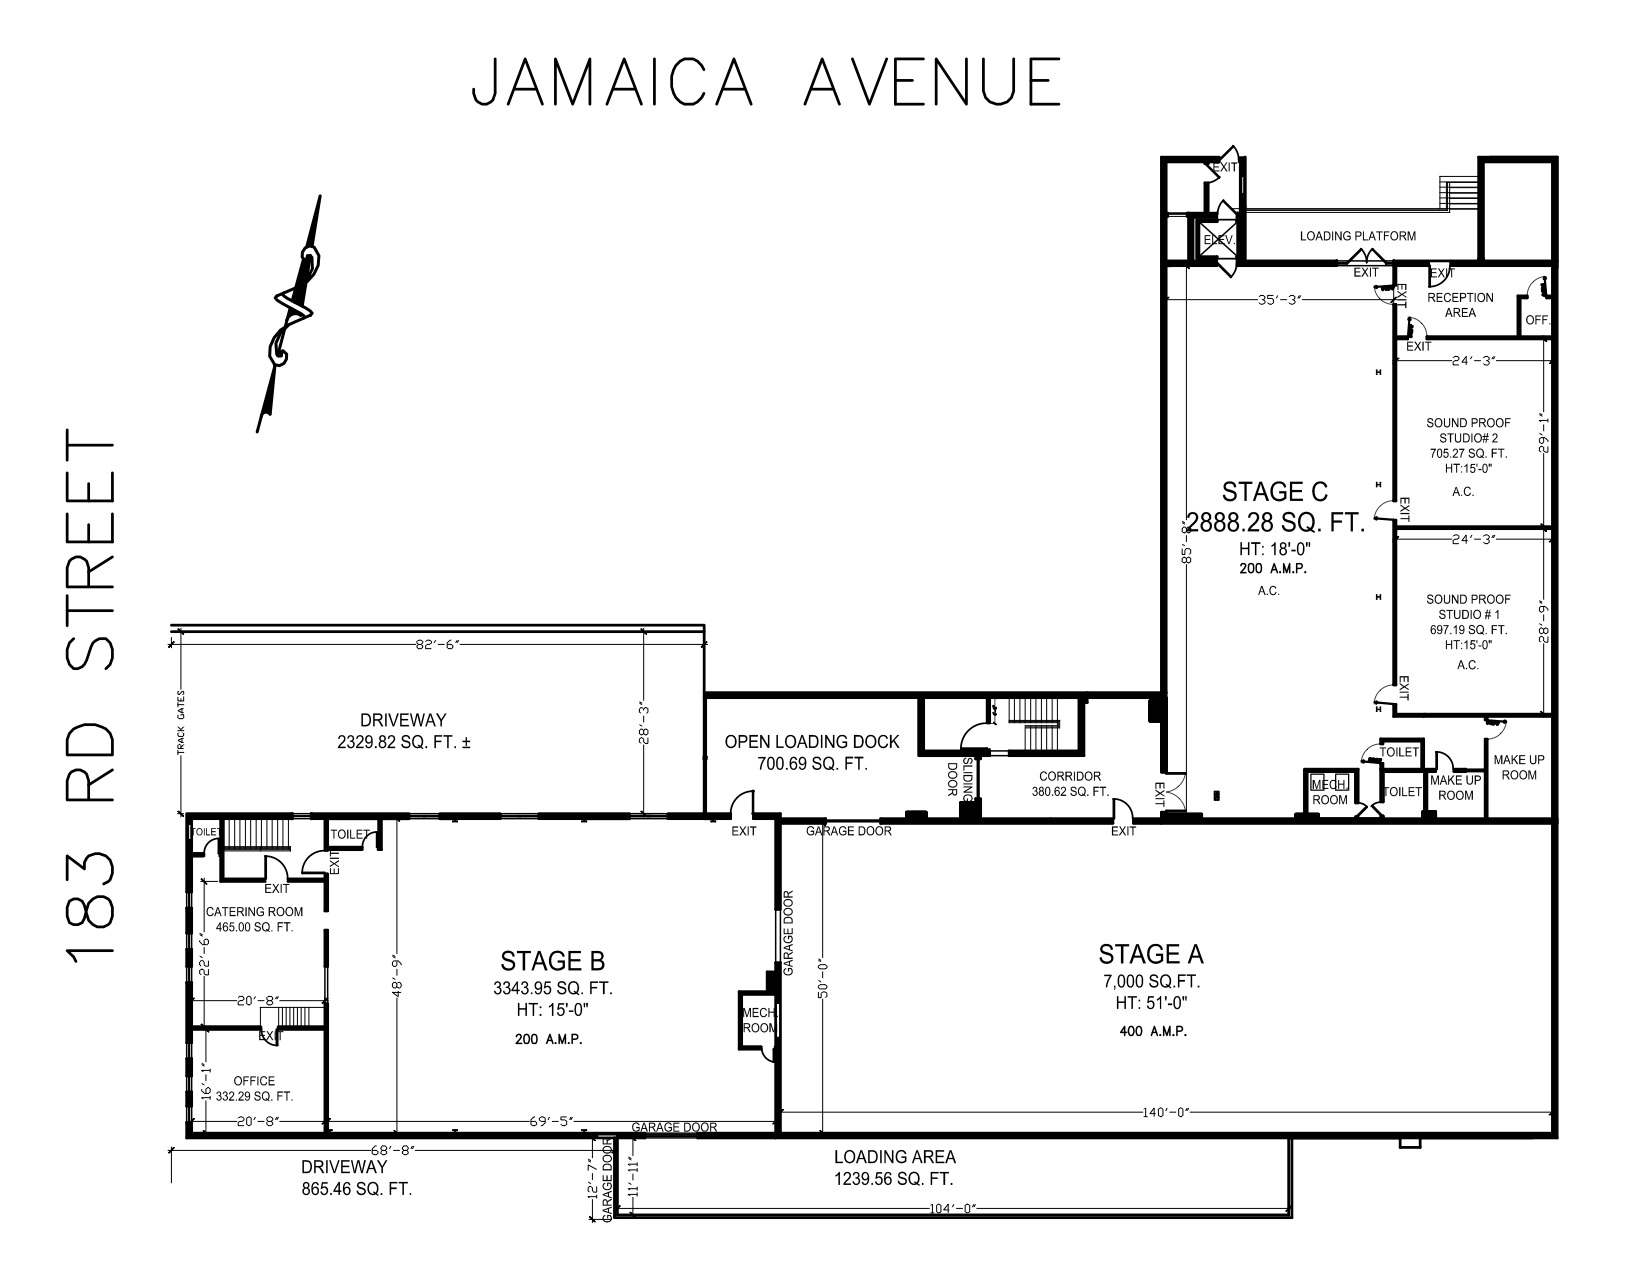 JAMAICA AVENUE
183 RD STREET
EXIT
ELEV.
LOADING PLATFORM
EXIT
EXIT
EXIT
RECEPTION
AREA
OFF.
EXIT
35'-3"
24'-3"
29'-1"
SOUND PROOF
STUDIO# 2
705.27 SQ. FT.
HT:15'-0"
A.C.
EXIT
STAGE C
2888.28 SQ. FT.
HT: 18'-0"
200 A.M.P.
A.C.
85'-8"
24'-3"
28'-9"
SOUND PROOF
STUDIO # 1
697.19 SQ. FT.
HT:15'-0"
A.C.
EXIT
82'-6"
TRACK GATES
DRIVEWAY
2329.82 SQ. FT. ±
28'-3"
OPEN LOADING DOCK
700.69 SQ. FT.
SLIDING
DOOR
CORRIDOR
380.62 SQ. FT.
EXIT
TOILET
MECH.
ROOM
TOILET
MAKE UP
ROOM
MAKE UP
ROOM
TOILET
TOILET
EXIT
EXIT
EXIT
GARAGE DOOR
EXIT
CATERING ROOM
465.00 SQ. FT.
22'-6"
20'-8"
EXIT
OFFICE
332.29 SQ. FT.
16'-1"
20'-8"
48'-9"
STAGE B
3343.95 SQ. FT.
HT: 15'-0"
200 A.M.P.
69'-5"
GARAGE DOOR
MECH.
ROOM
GARAGE DOOR
50'-0"
STAGE A
7,000 SQ.FT.
HT: 51'-0"
400 A.M.P.
140'-0"
68'-8"
DRIVEWAY
865.46 SQ. FT.
12'-7"
GARAGE DOOR
11'-11"
LOADING AREA
1239.56 SQ. FT.
104'-0"